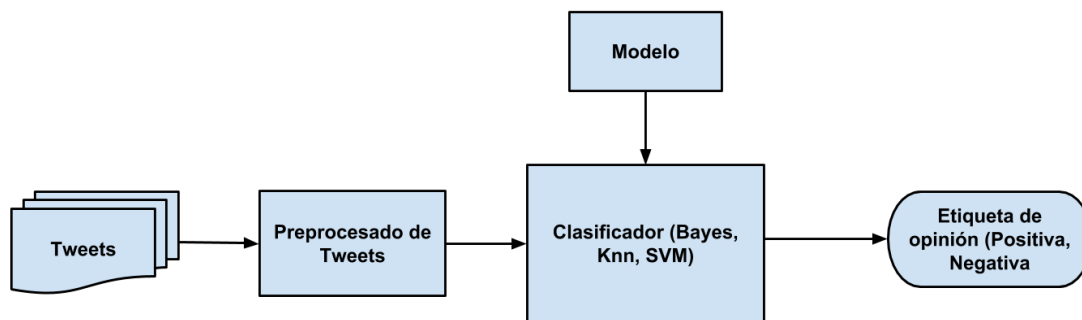 Modelo
Tweets
Preprocesado de
Tweets
Clasificador (Bayes,
Knn, SVM)
Etiqueta de
opinión (Positiva,
Negativa